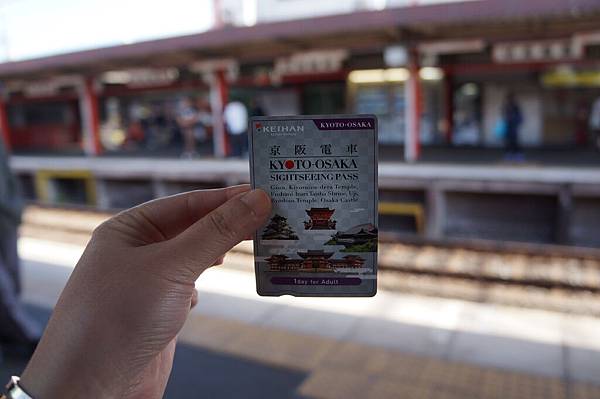 KEIHAN
KYOTO-OSAKA
京阪電車
KYOTO-OSAKA
SIGHTSEEING PASS
Gion, Kiyomizu-dera Temple,
Fushimi Inari Taisha Shrine, Uji,
Byodoin Temple, Osaka Castle
1day for Adult